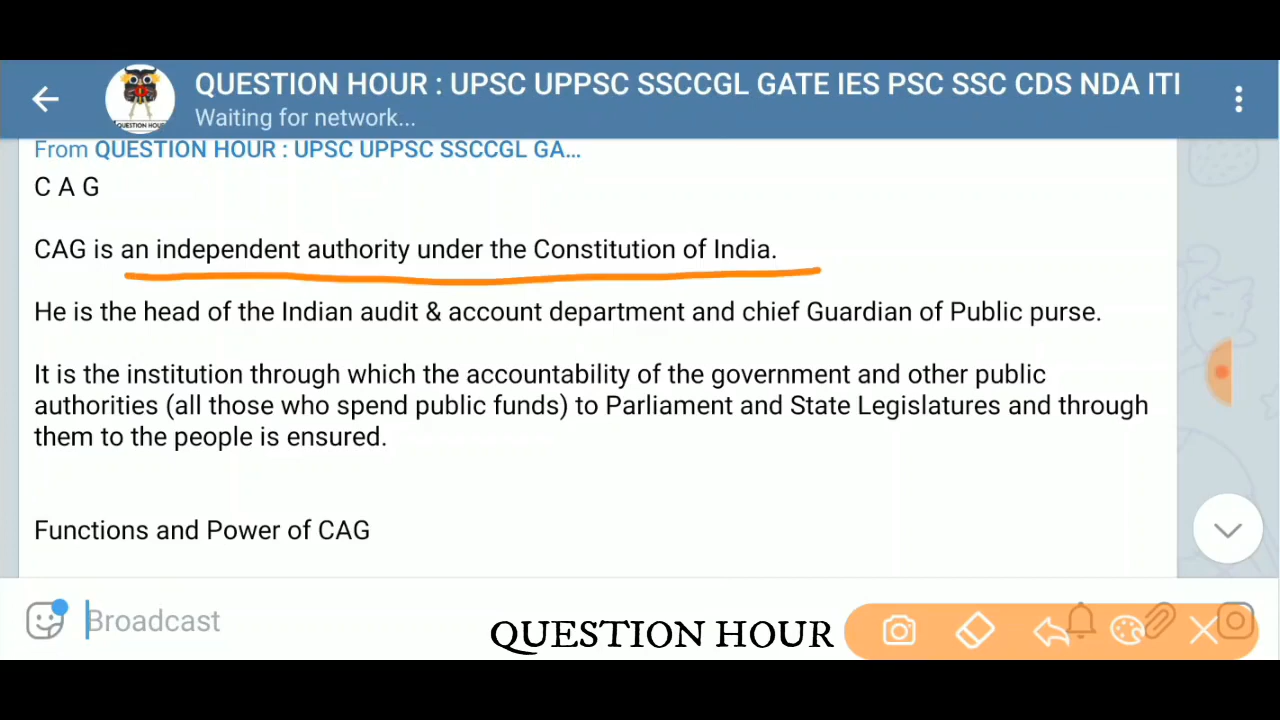 QUESTION HOUR : UPSC UPPSC SSCCGL GATE IES PSC SSC CDS NDA ITI
Waiting for network...
QUESTION HOUR
From QUESTION HOUR : UPSC UPPSC SSCCGL GA...
C A G
CAG is an independent authority under the Constitution of India.
He is the head of the Indian audit & account department and chief Guardian of Public purse.
It is the institution through which the accountability of the government and other public
authorities (all those who spend public funds) to Parliament and State Legislatures and through
them to the people is ensured.
Functions and Power of CAG
Broadcast
QUESTION HOUR